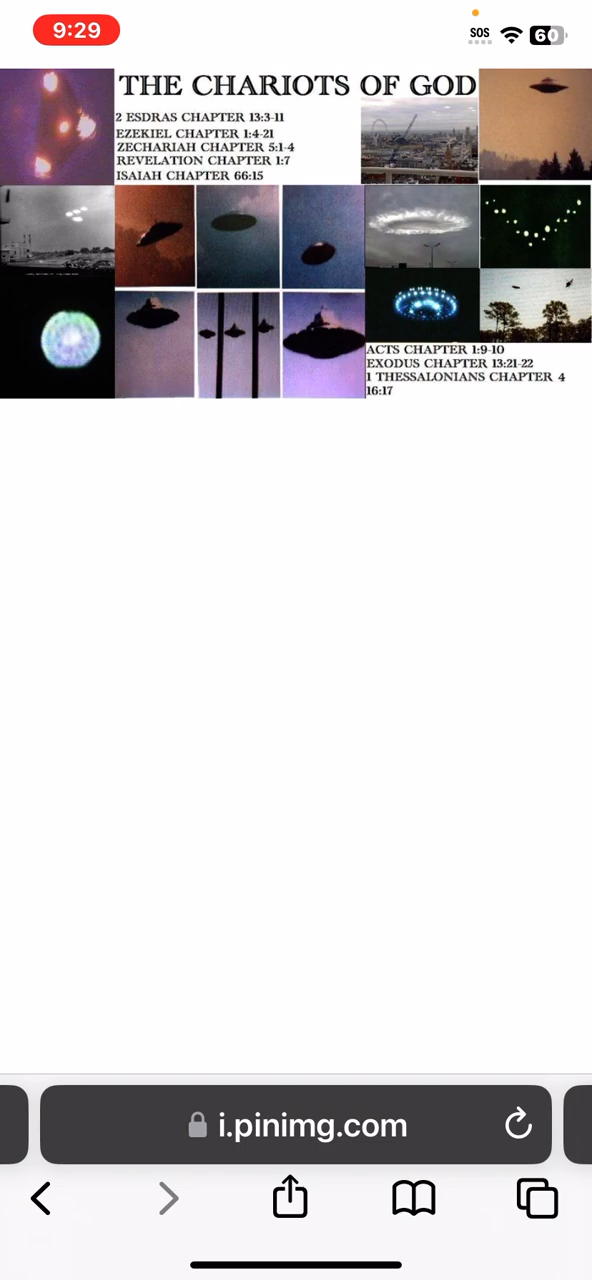 9:29
SOS
60
THE CHARIOTS OF GOD
2 ESDRAS CHAPTER 13:3-11
EZEKIEL CHAPTER 1:4-21
ZECHARIAH CHAPTER 5:1-4
REVELATION CHAPTER 1:7
ISAIAH CHAPTER 66:15
ACTS CHAPTER 1:9-10
EXODUS CHAPTER 13:21-22
1 THESSALONIANS CHAPTER 4
16:17
i.pinimg.com